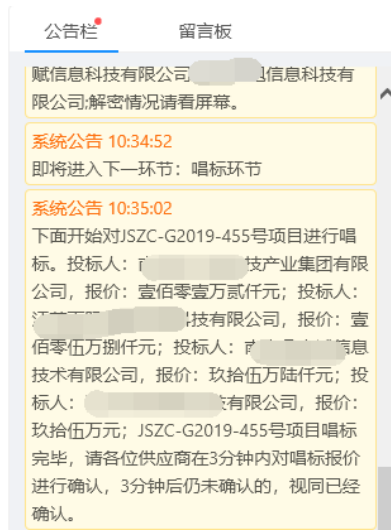 公告栏
留言板
赋信息科技有限公司 信息科技有
限公司;解密情况请看屏幕。
系统公告 10:34:52
即将进入下一环节：唱标环节
系统公告 10:35:02
下面开始对JSZC-G2019-455号项目进行唱
标。投标人： 技产业集团有限
公司，报价：壹佰零壹万贰仟元；投标人：
科技有限公司，报价：壹
佰零伍万捌仟元；投标人： 信息
技术有限公司，报价：玖拾伍万陆仟元；投
标人： 有限公司，报价：
玖拾伍万元；JSZC-G2019-455号项目唱标
完毕，请各位供应商在3分钟内对唱标报价
进行确认，3分钟后仍未确认的，视同已经
确认。